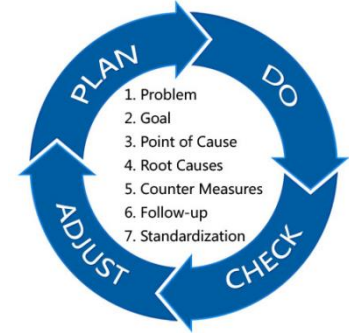 PLAN
DO
1. Problem
2. Goal
3. Point of Cause
4. Root Causes
5. Counter Measures
6. Follow-up
7. Standardization
ADJUST
CHECK